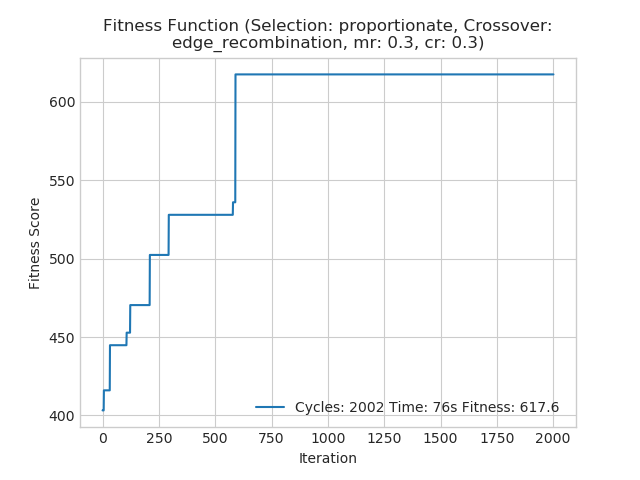 Fitness Function (Selection: proportionate, Crossover:
edge_recombination, mr: 0.3, cr: 0.3)
600
550
500
450
400
Fitness Score
Cycles: 2002 Time: 76s Fitness: 617.6
0 250 500 750 1000 1250 1500 1750 2000
Iteration